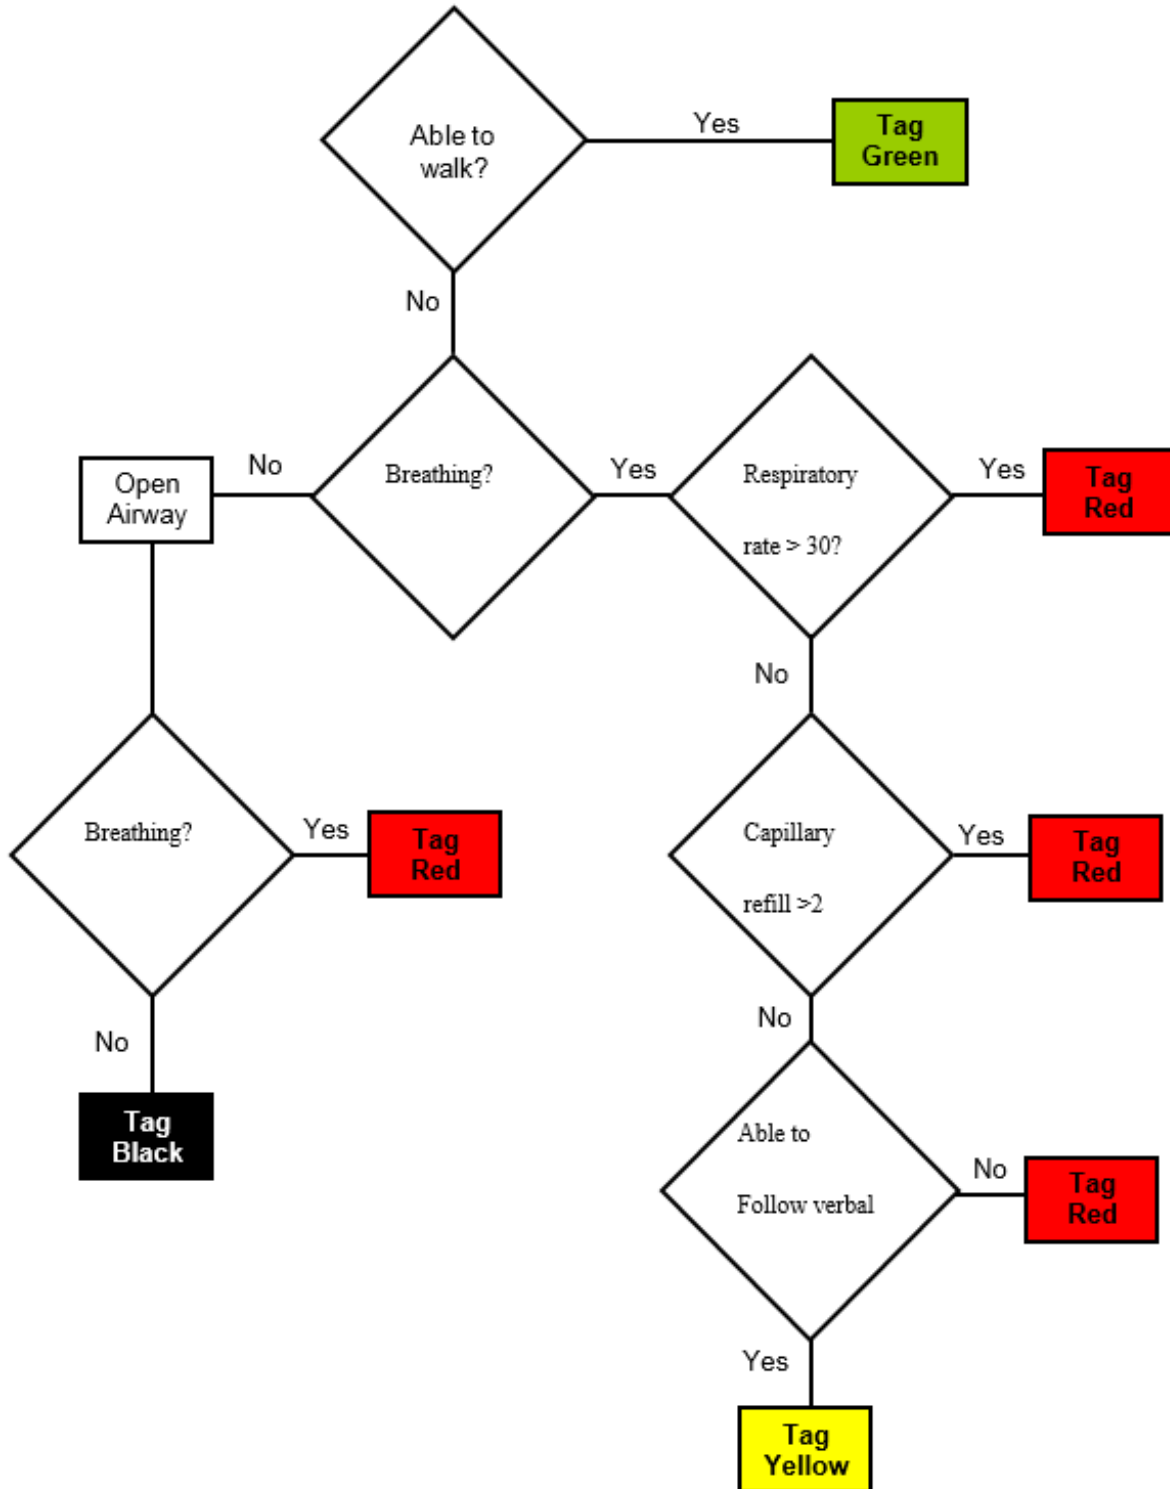 Able to
walk?
Yes
Tag
Green
No
Breathing?
No
Open
Airway
Yes
Respiratory
rate > 30?
Yes
Tag
Red
No
Breathing?
Yes
Tag
Red
No
Tag
Black
Capillary
refill >2
Yes
Tag
Red
No
Able to
Follow verbal
No
Tag
Red
Yes
Tag
Yellow